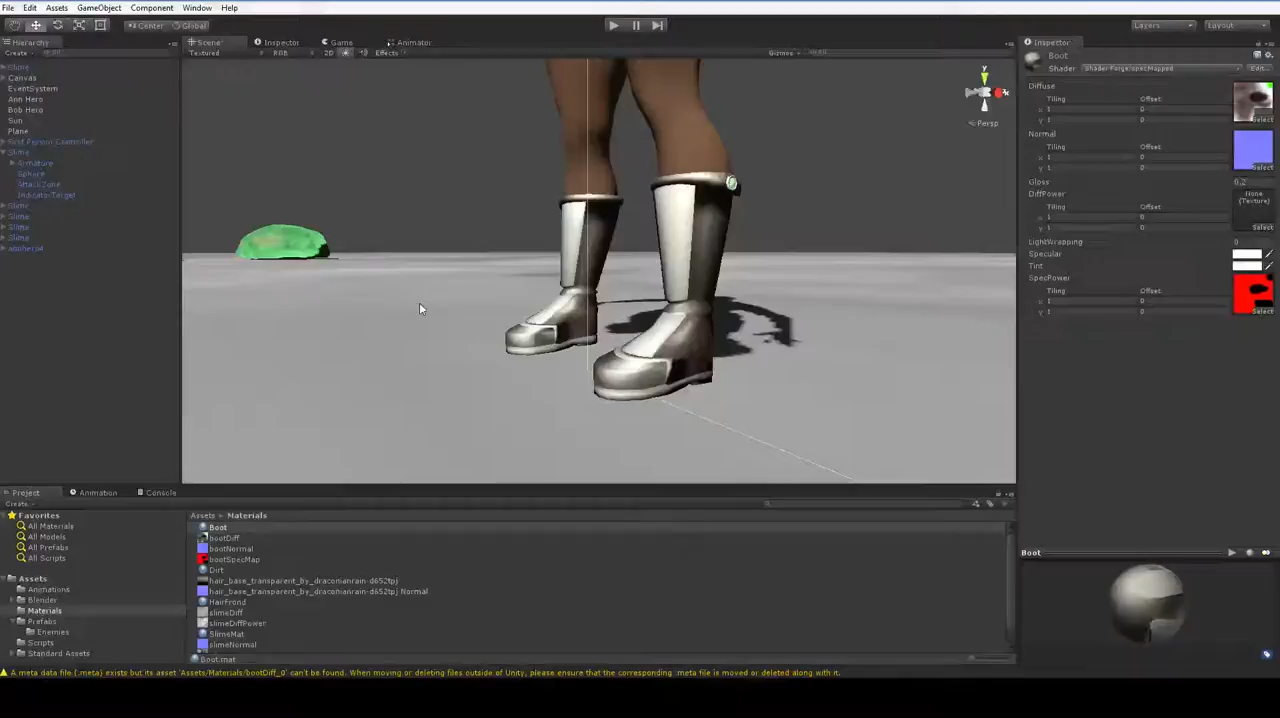 File Edit Assets GameObject Component Window Help
Center Global Layers Layout
Hierarchy Scene Inspector Game Animator Inspector
Create Textured RGB 2D Effects Gizmos
Slime
Canvas
EventSystem
Ann Hero
Bob Hero
Sun
Plane
First Person Controller
Slime
Armature
Sphere
AttackZone
IndicatorTarget
Slime
Slime
Slime
Slime
y
x
Persp
Boot
Shader Shader Forge/specMapped Edit...
Diffuse
Tiling Offset
x 1 0
y 1 0
Select
Normal
Tiling Offset
x 1 0
y 1 0
Select
Gloss 0.2
DiffPower None
(Texture)
Tiling Offset
x 1 0
y 1 0
Select
LightWrapping 0
Specular
Tint
SpecPower
Tiling Offset
x 1 0
y 1 0
Select
Project Animation Console
Create
Favorites
All Materials
All Models
All Prefabs
All Scripts
Assets
Animations
Blender
Materials
Prefabs
Enemies
Scripts
Standard Assets
Assets Materials
Boot
bootDiff
bootNormal
bootSpecMap
Dirt
hair_base_transparent_by_draconianrain-d652tpj
hair_base_transparent_by_draconianrain-d652tpj Normal
HairFrond
slimeDiff
slimeDiffPower
SlimeMat
slimeNormal
Boot.mat
Boot
A meta data file (.meta) exists but its asset 'Assets/Materials/bootDiff_0' can't be found. When moving or deleting files outside of Unity, please ensure that the corresponding .meta file is moved or deleted along with it.